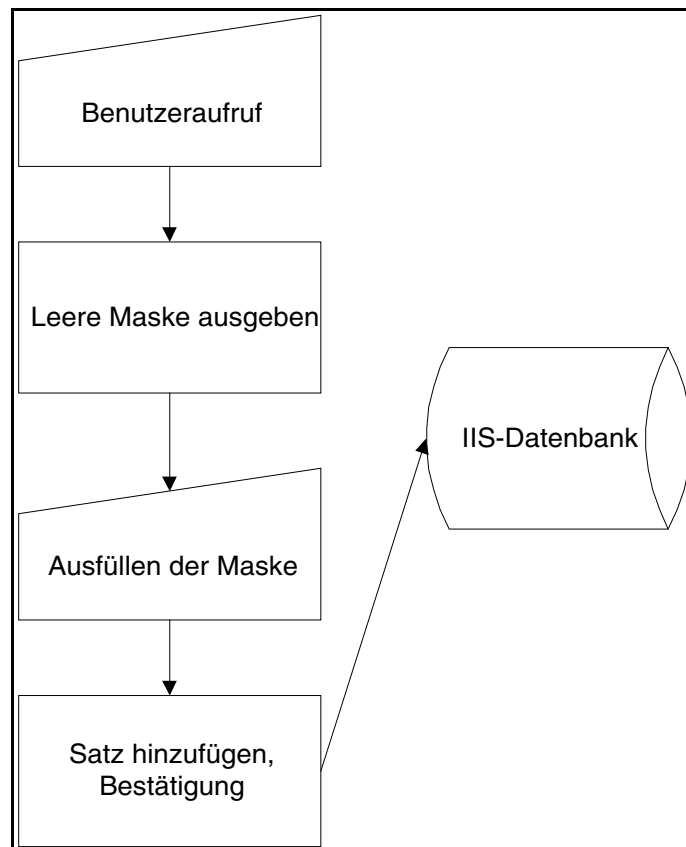 Benutzeraufruf
Leere Maske ausgeben
IIS-Datenbank
Ausfüllen der Maske
Satz hinzufügen,
Bestätigung